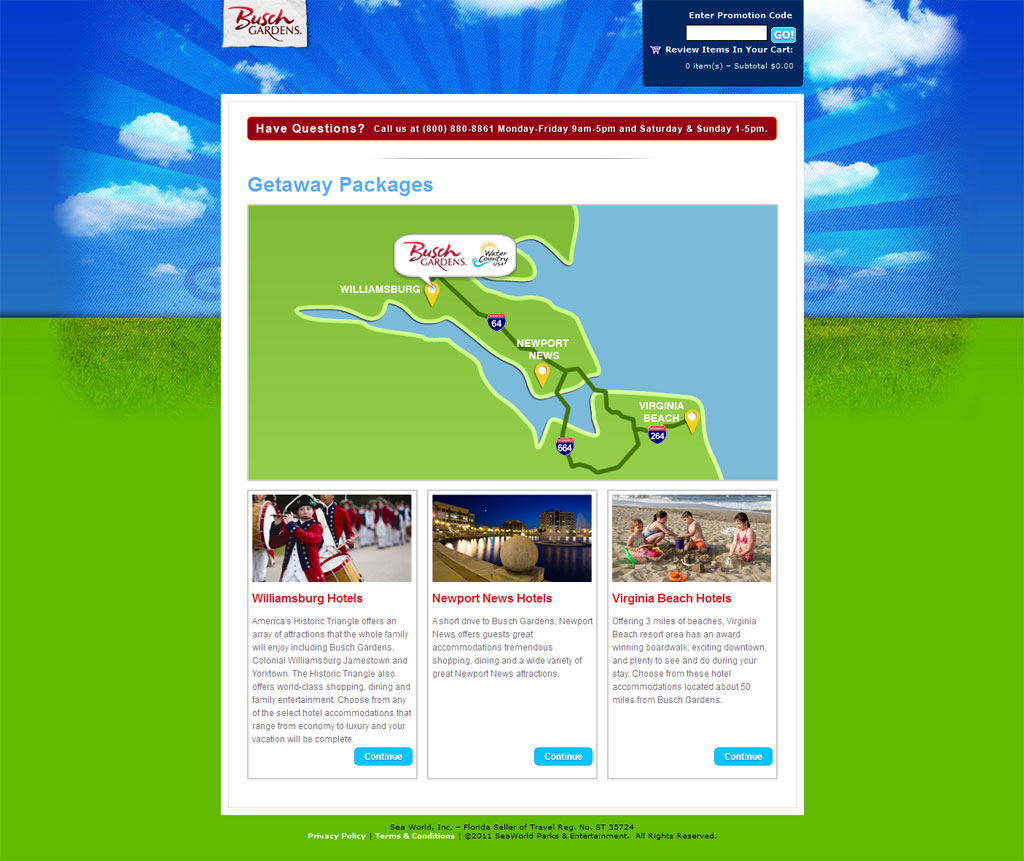 Busch
GARDENS.
Enter Promotion Code
GO!
Review Items In Your Cart:
0 item(s) – Subtotal $0.00
Have Questions? Call us at (800) 880-8861 Monday-Friday 9am-5pm and Saturday & Sunday 1-5pm.
Getaway Packages
Busch
GARDENS.
Water
Country
USA
WILLIAMSBURG
64
NEWPORT
NEWS
VIRGINIA
BEACH
264
664
Williamsburg Hotels
America's Historic Triangle offers an
array of attractions that the whole family
will enjoy including Busch Gardens,
Colonial Williamsburg Jamestown and
Yorktown. The Historic Triangle also
offers world-class shopping, dining and
family entertainment. Choose from any
of the select hotel accommodations that
range from economy to luxury and your
vacation will be complete.
Continue
Newport News Hotels
A short drive to Busch Gardens, Newport
News offers guests great
accommodations tremendous
shopping, dining and a wide variety of
great Newport News attractions.
Continue
Virginia Beach Hotels
Offering 3 miles of beaches, Virginia
Beach resort area has an award
winning boardwalk, exciting downtown,
and plenty to see and do during your
stay. Choose from these hotel
accommodations located about 50
miles from Busch Gardens.
Continue
Sea World, Inc. – Florida Seller of Travel Reg. No. ST 35724
Privacy Policy | Terms & Conditions | ©2011 SeaWorld Parks & Entertainment. All Rights Reserved.